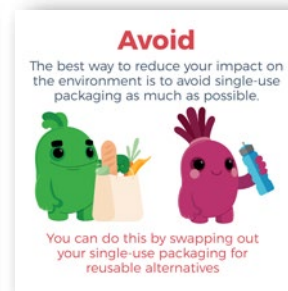 Avoid
The best way to reduce your impact on
the environment is to avoid single-use
packaging as much as possible.
You can do this by swapping out
your single-use packaging for
reusable alternatives